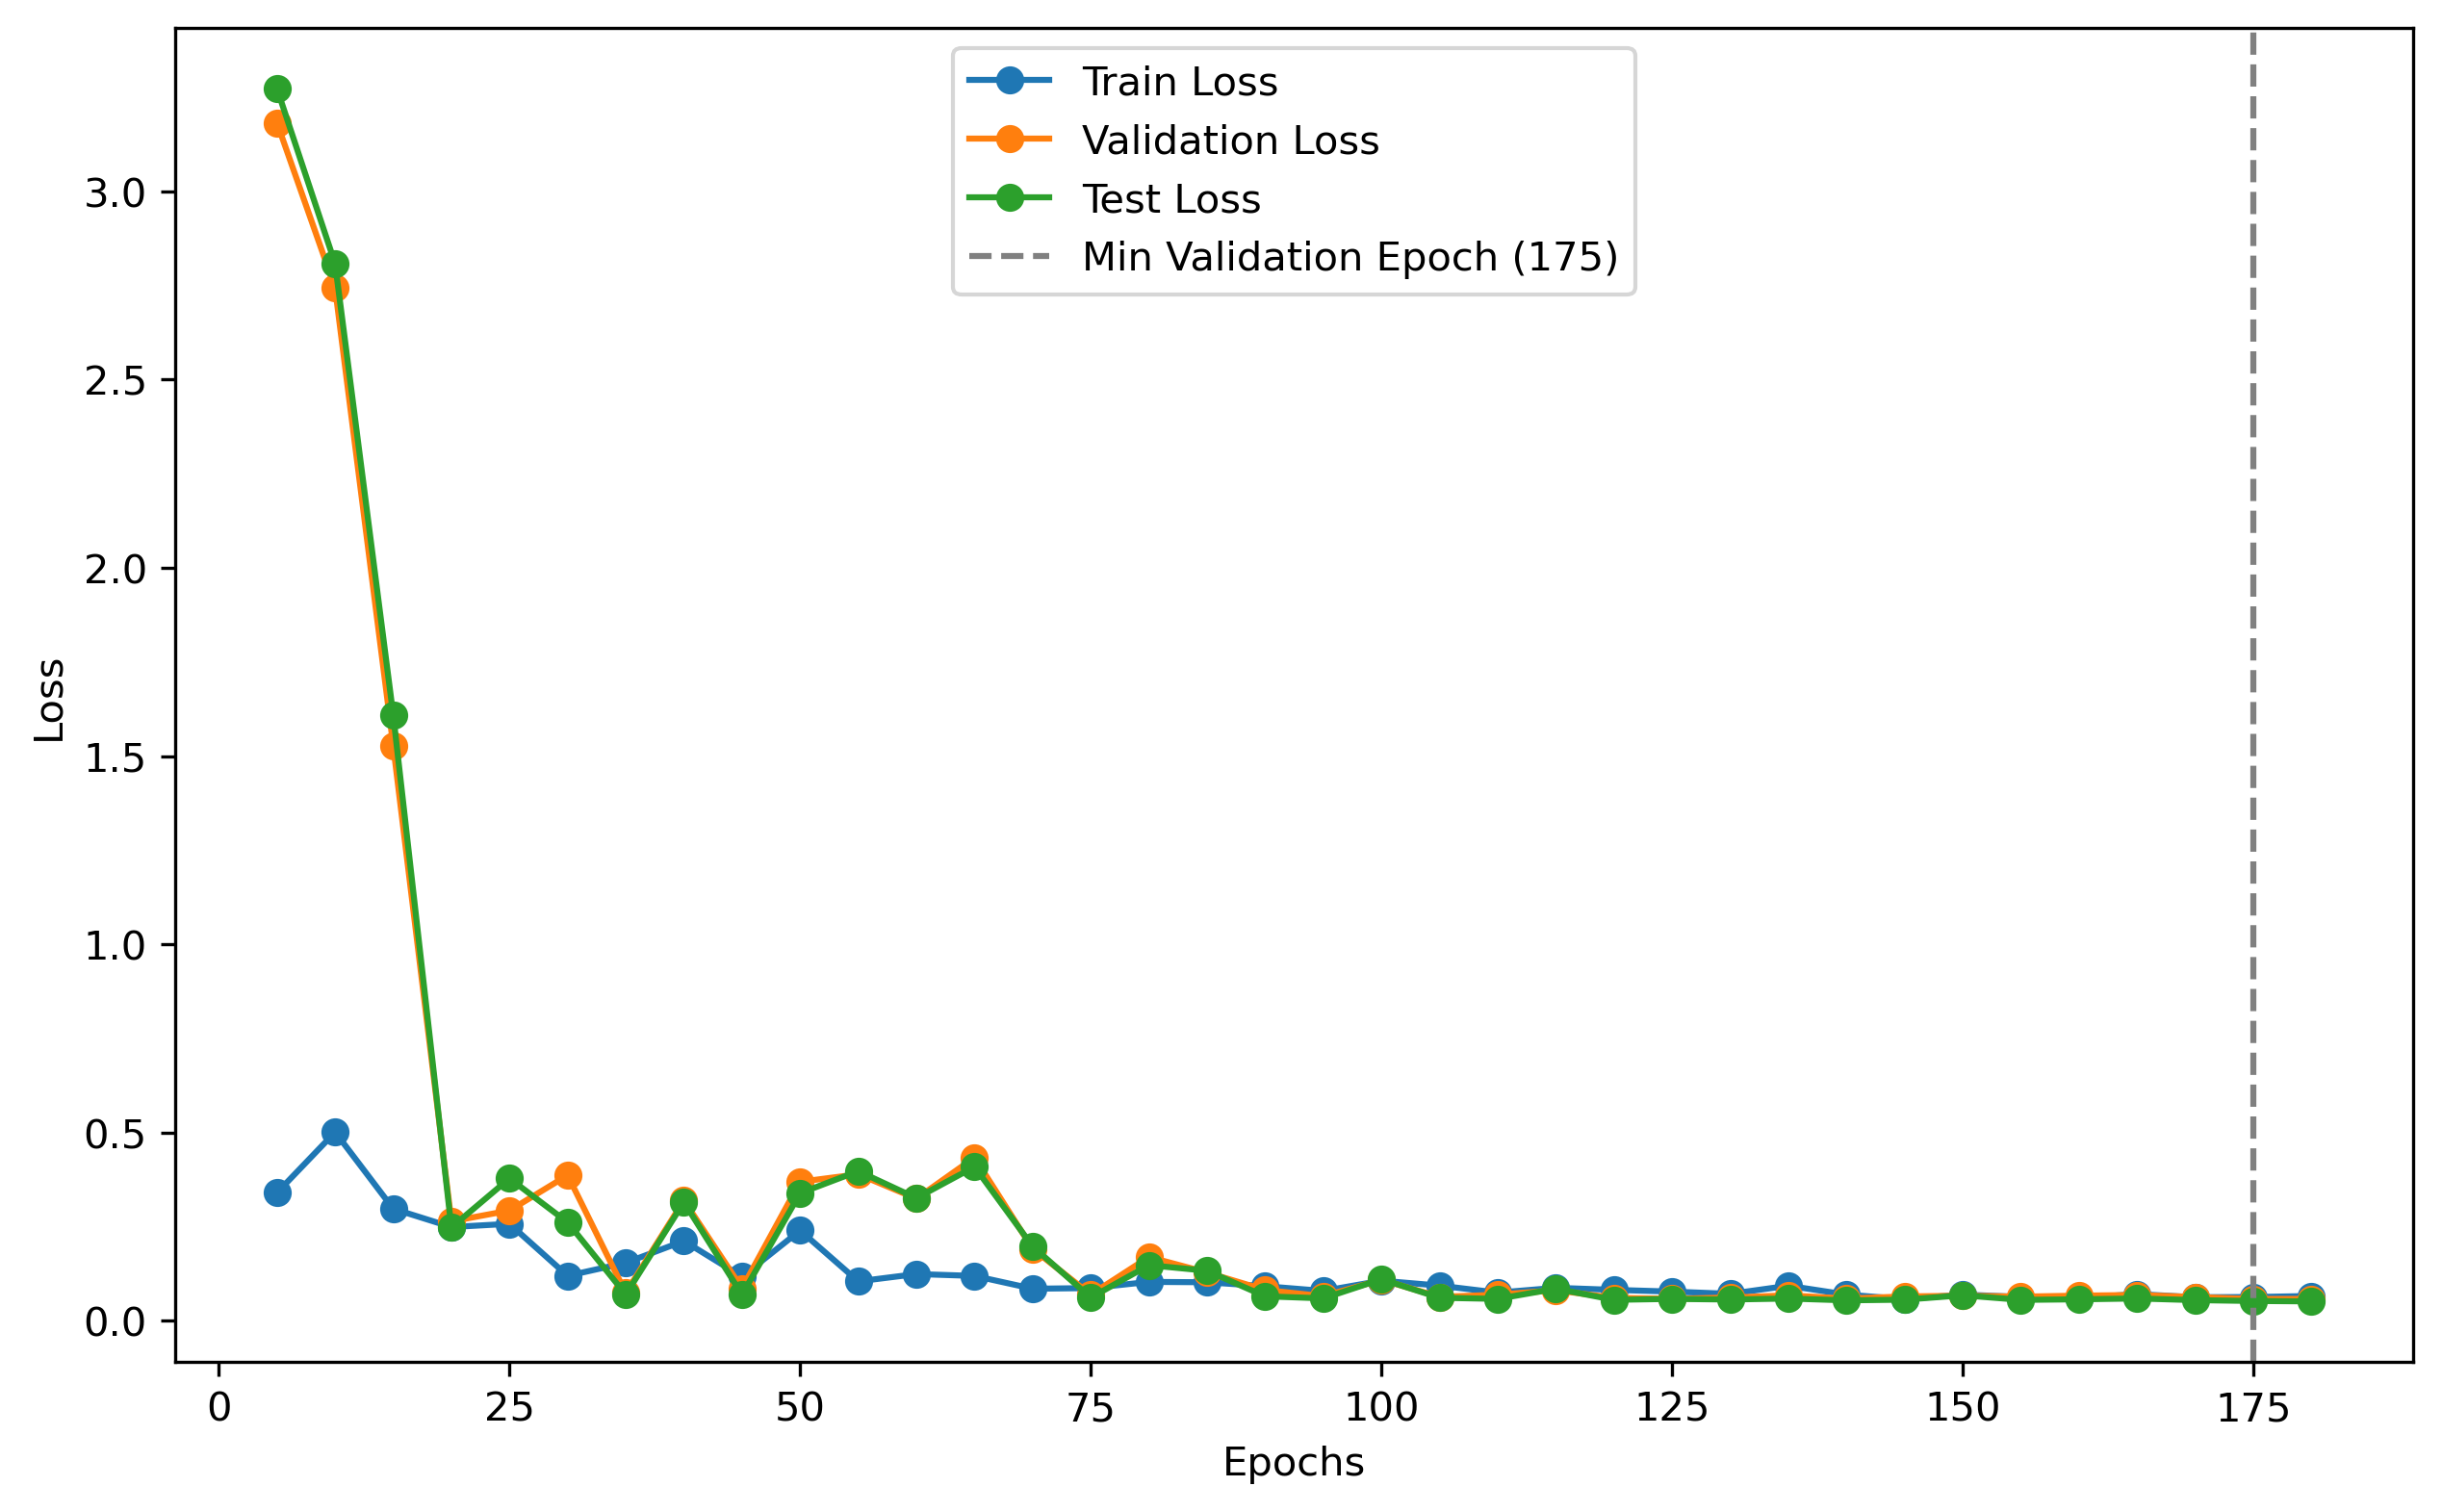 Train Loss
Validation Loss
Test Loss
Min Validation Epoch (175)
3.0
2.5
2.0
1.5
1.0
0.5
0.0
Loss
0 25 50 75 100 125 150 175
Epochs